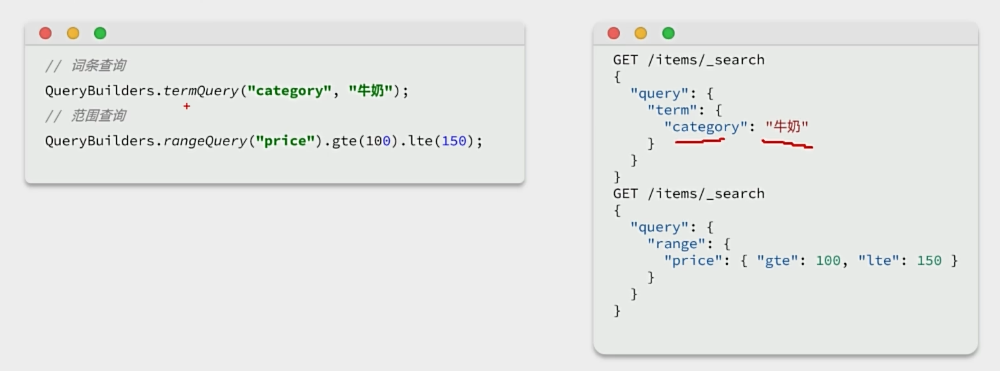 // 词条查询
QueryBuilders.termQuery("category", "牛奶");
// 范围查询
QueryBuilders.rangeQuery("price").gte(100).lte(150);
GET /items/_search
{
  "query": {
    "term": {
      "category": "牛奶"
    }
  }
}
GET /items/_search
{
  "query": {
    "range": {
      "price": { "gte": 100, "lte": 150 }
    }
  }
}